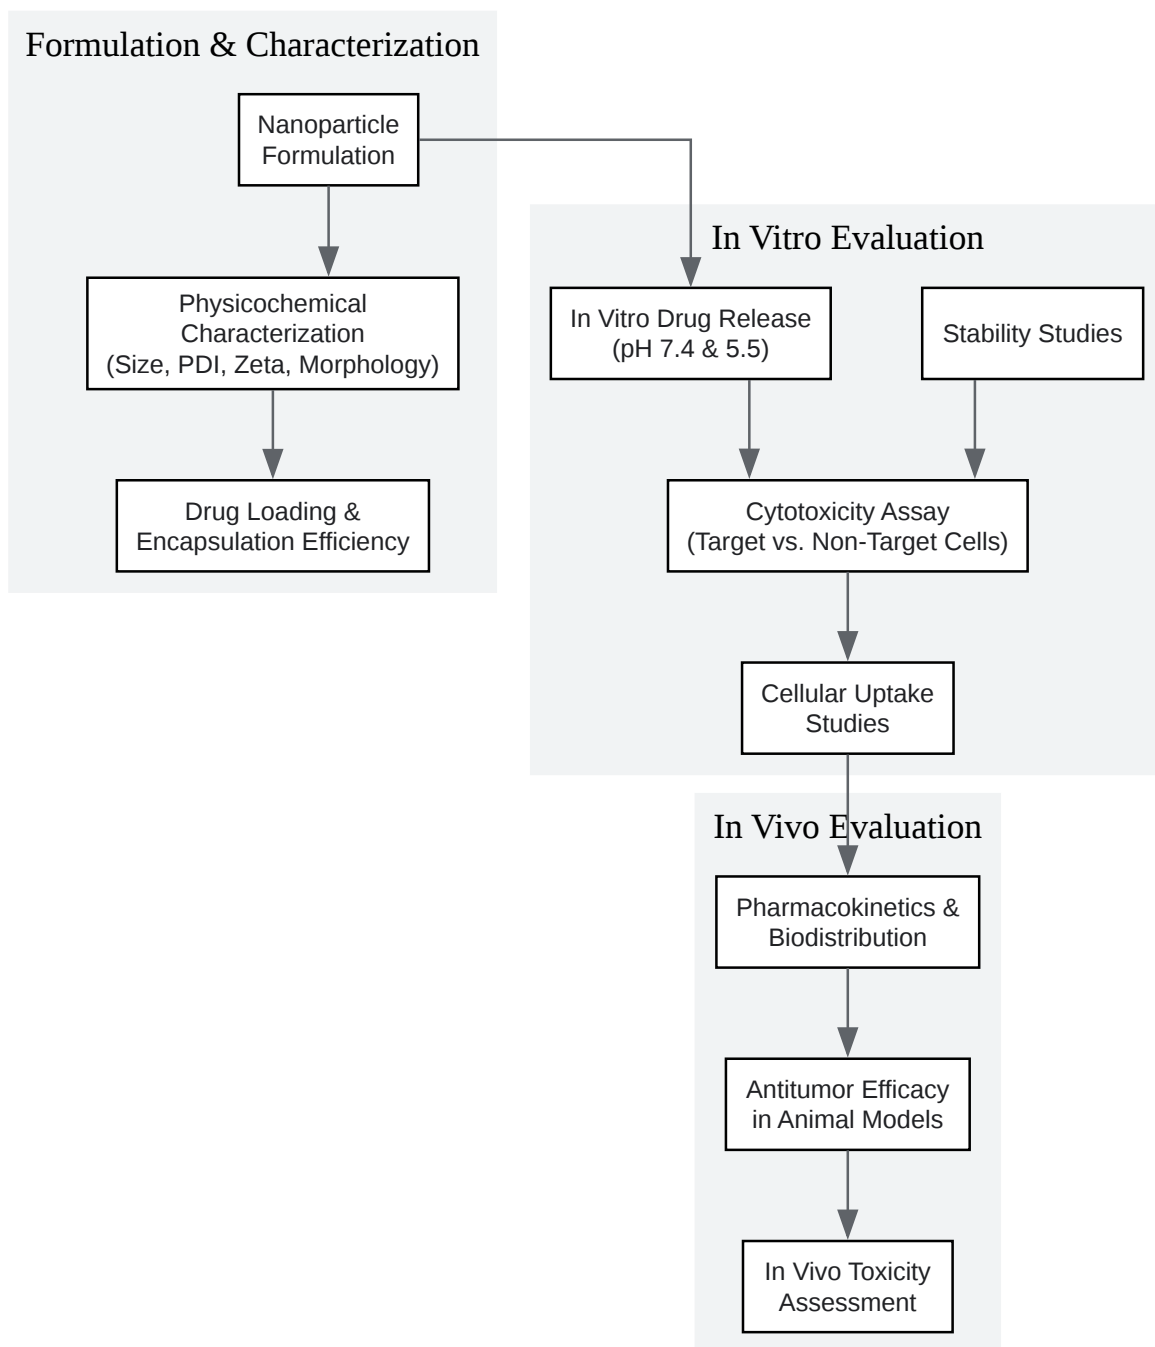 Formulation & Characterization
Nanoparticle
Formulation
Physicochemical
Characterization
(Size, PDI, Zeta, Morphology)
Drug Loading &
Encapsulation Efficiency
In Vitro Evaluation
In Vitro Drug Release
(pH 7.4 & 5.5)
Stability Studies
Cytotoxicity Assay
(Target vs. Non-Target Cells)
Cellular Uptake
Studies
In Vivo Evaluation
Pharmacokinetics &
Biodistribution
Antitumor Efficacy
in Animal Models
In Vivo Toxicity
Assessment